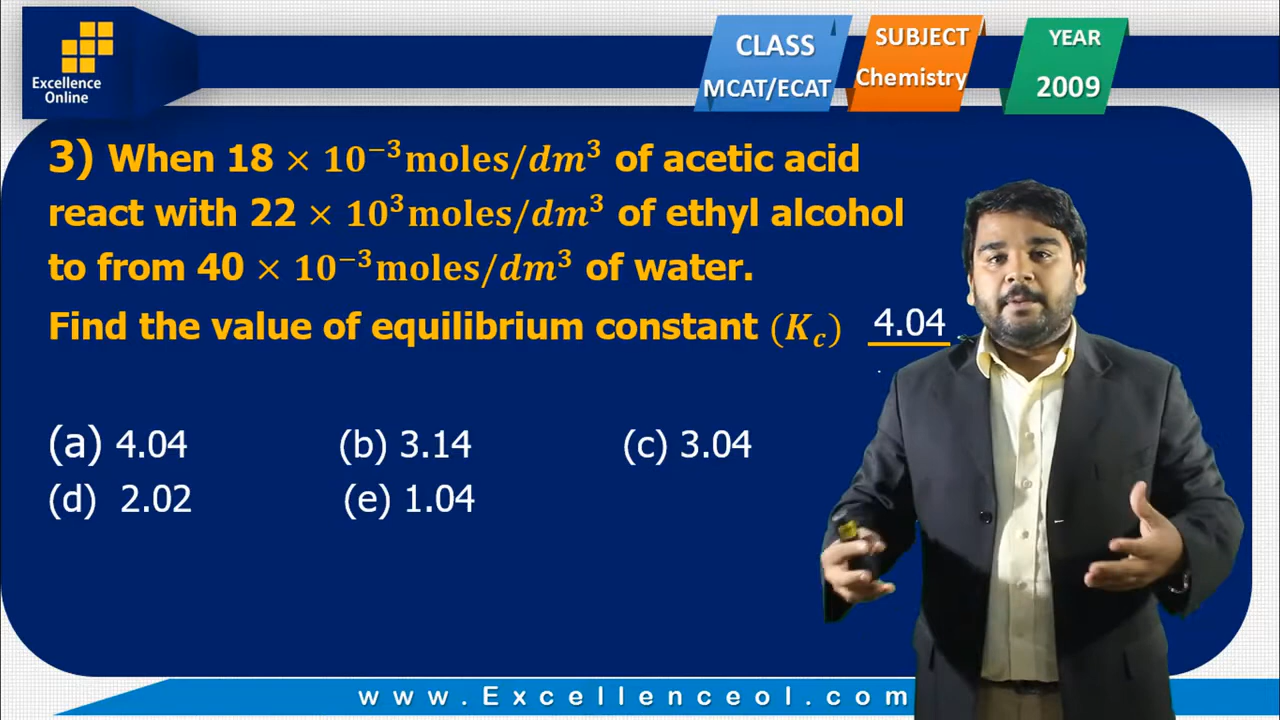 Excellence
Online
CLASS
MCAT/ECAT
SUBJECT
Chemistry
YEAR
2009
3) When 18 × 10⁻³moles/dm³ of acetic acid
react with 22 × 10³moles/dm³ of ethyl alcohol
to from 40 × 10⁻³moles/dm³ of water.
Find the value of equilibrium constant (K_c) 4.04
(a) 4.04 (b) 3.14 (c) 3.04
(d) 2.02 (e) 1.04
www.Excellenceol.com